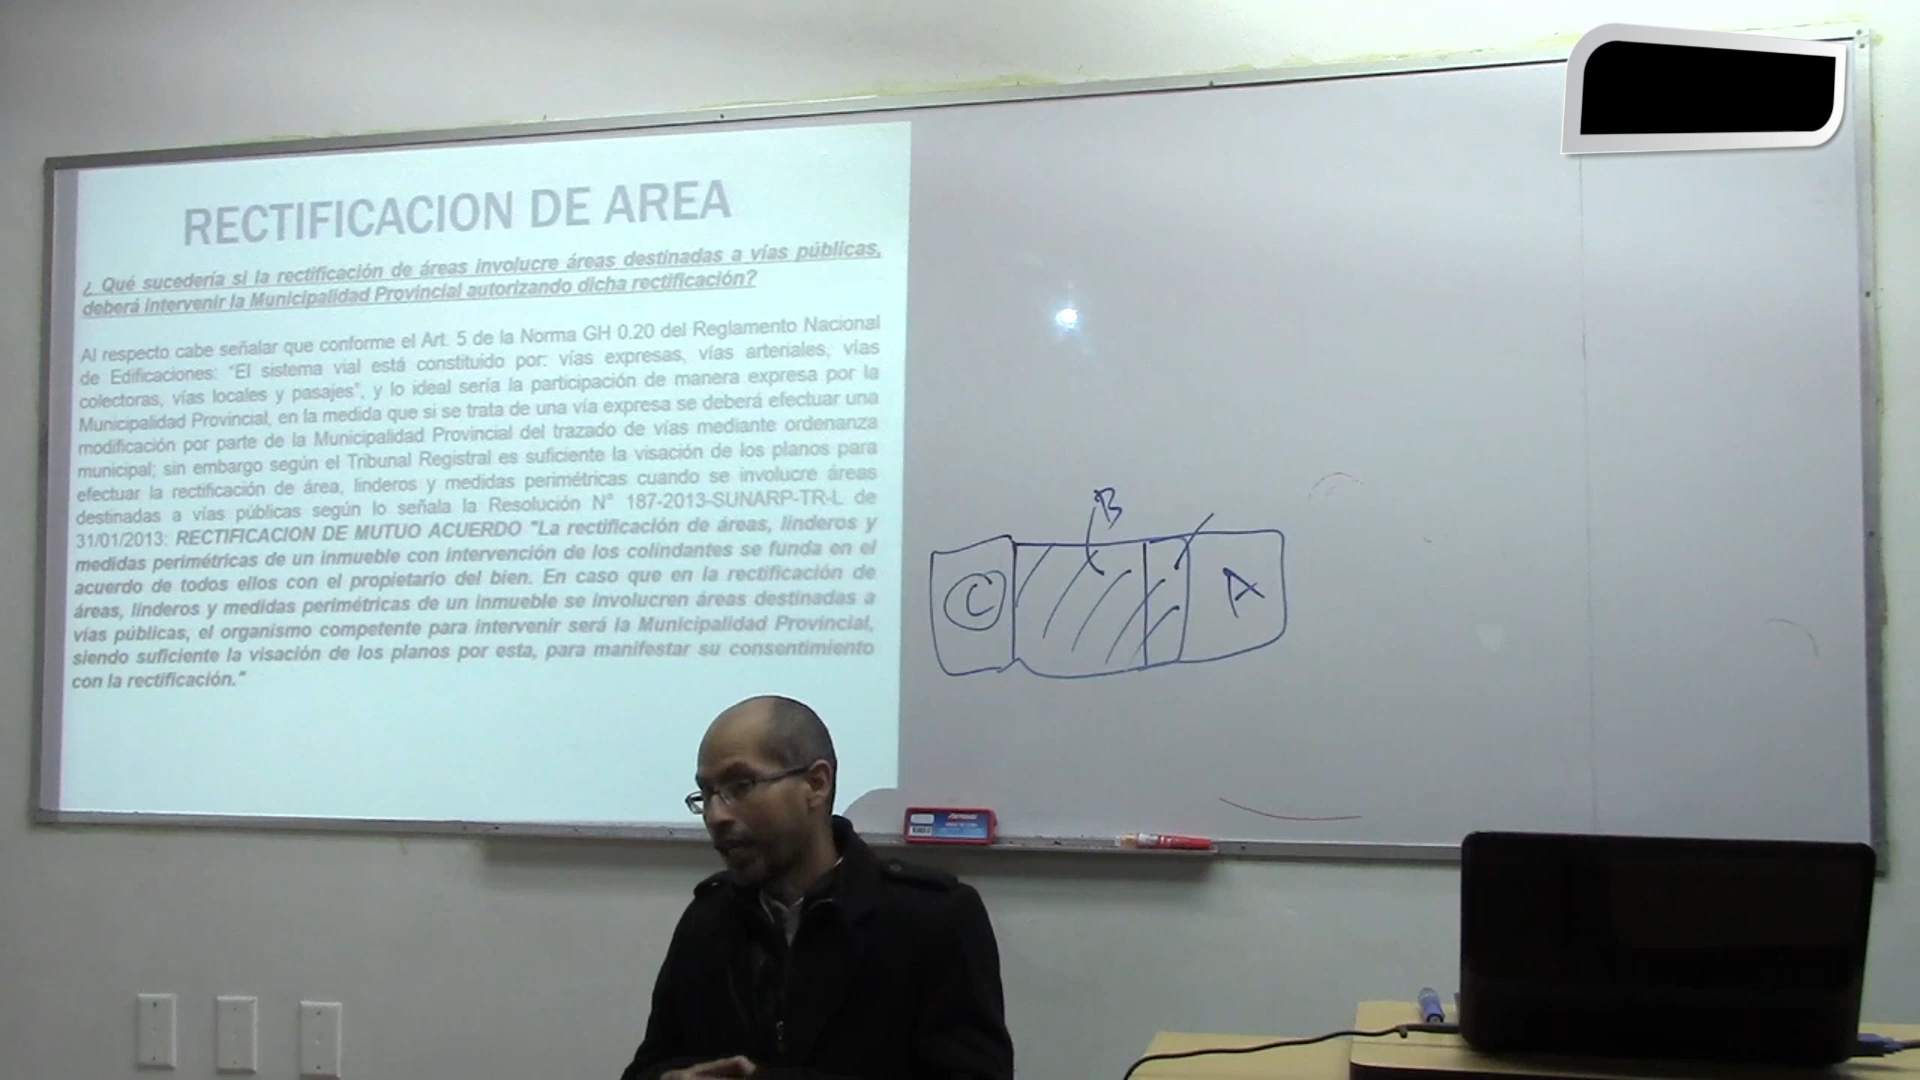 RECTIFICACION DE AREA
¿ Qué sucedería si la rectificación de áreas involucre áreas destinadas a vías públicas,
deberá intervenir la Municipalidad Provincial autorizando dicha rectificación?
Al respecto cabe señalar que conforme el Art. 5 de la Norma GH 0.20 del Reglamento Nacional
de Edificaciones: "El sistema vial está constituido por: vías expresas, vías arteriales, vías
colectoras, vías locales y pasajes", y lo ideal sería la participación de manera expresa por la
Municipalidad Provincial, en la medida que si se trata de una vía expresa se deberá efectuar una
modificación por parte de la Municipalidad Provincial del trazado de vías mediante ordenanza
municipal; sin embargo según el Tribunal Registral es suficiente la visación de los planos para
efectuar la rectificación de área, linderos y medidas perimétricas cuando se involucre áreas
destinadas a vías públicas según lo señala la Resolución N° 187-2013-SUNARP-TR-L de
31/01/2013: RECTIFICACION DE MUTUO ACUERDO "La rectificación de áreas, linderos y
medidas perimétricas de un inmueble con intervención de los colindantes se funda en el
acuerdo de todos ellos con el propietario del bien. En caso que en la rectificación de
áreas, linderos y medidas perimétricas de un inmueble se involucren áreas destinadas a
vías públicas, el organismo competente para intervenir será la Municipalidad Provincial,
siendo suficiente la visación de los planos por esta, para manifestar su consentimiento
con la rectificación."
B
C
A